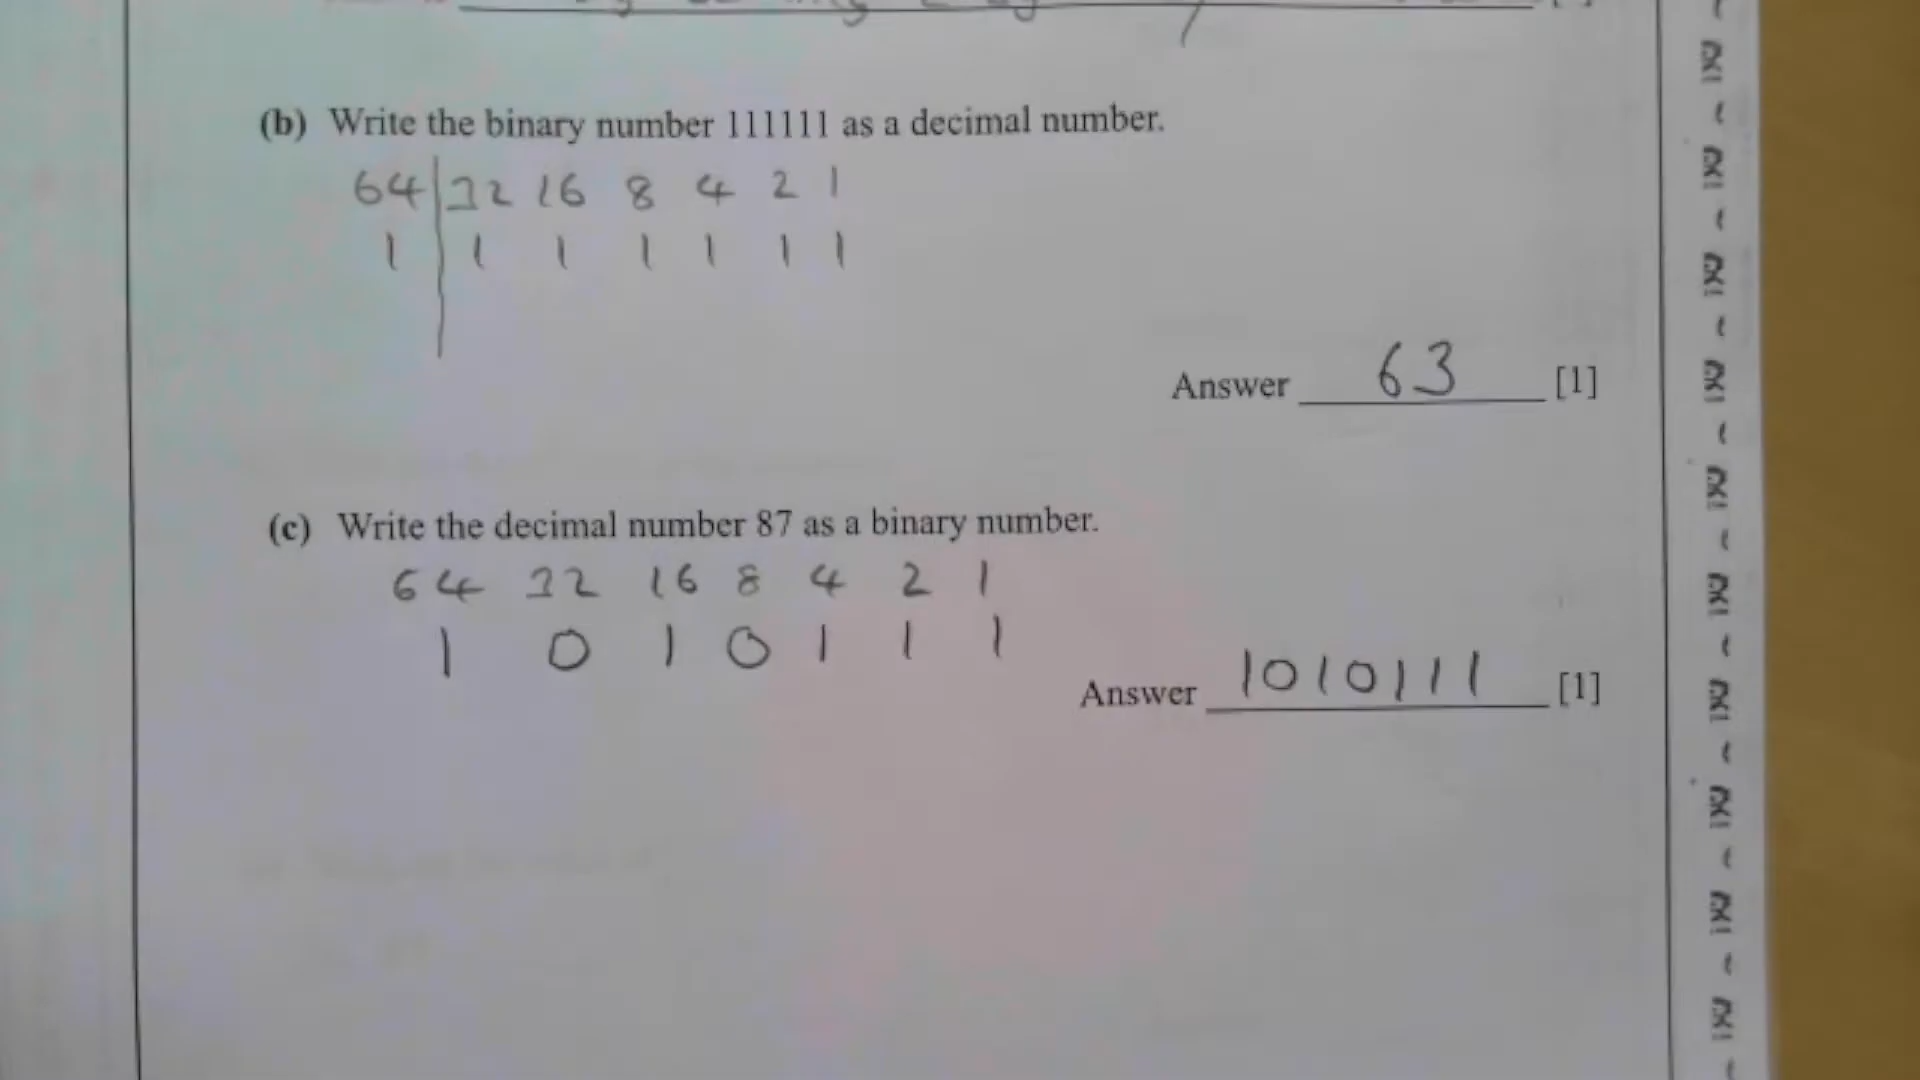 (b) Write the binary number 111111 as a decimal number.
64 32 16 8 4 2 1
1 1 1 1 1 1 1
Answer 63 [1]
(c) Write the decimal number 87 as a binary number.
64 32 16 8 4 2 1
1 0 1 0 1 1 1
Answer 1010111 [1]